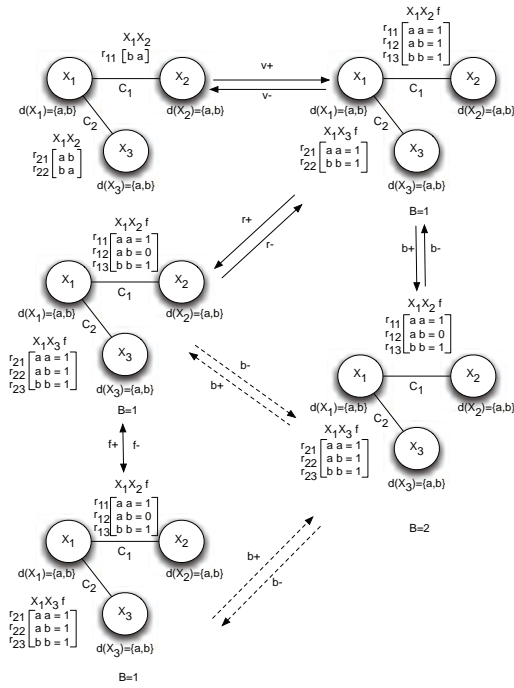 X1X2
r11 [ b a ]
X1
X2
C1
d(X1)={a,b}
d(X2)={a,b}
C2
X1X2
r21 [ a b
r22 [ b a ]
X3
d(X3)={a,b}
v+
v-
X1X2 f
r11 a a = 1
r12 a b = 1
r13 b b = 1
X1
X2
C1
d(X1)={a,b}
d(X2)={a,b}
C2
X1X3 f
r21 a a = 1
r22 b b = 1
X3
d(X3)={a,b}
B=1
r+
r-
b+
b-
X1X2 f
r11 a a = 1
r12 a b = 0
r13 b b = 1
X1
X2
C1
d(X1)={a,b}
d(X2)={a,b}
C2
X1X3 f
r21 a a = 1
r22 a b = 1
r23 b b = 1
X3
d(X3)={a,b}
B=1
b-
b+
X1X2 f
r11 a a = 1
r12 a b = 0
r13 b b = 1
X1
X2
C1
d(X1)={a,b}
d(X2)={a,b}
C2
X1X3 f
r21 a a = 1
r22 a b = 1
r23 b b = 1
X3
d(X3)={a,b}
B=2
f+ f-
X1X2 f
r11 a a = 1
r12 a b = 0
r13 b b = 1
X1
X2
C1
d(X1)={a,b}
d(X2)={a,b}
C2
X1X3 f
r21 a a = 1
r22 a b = 1
r23 b b = 1
X3
d(X3)={a,b}
B=1
b+
b-